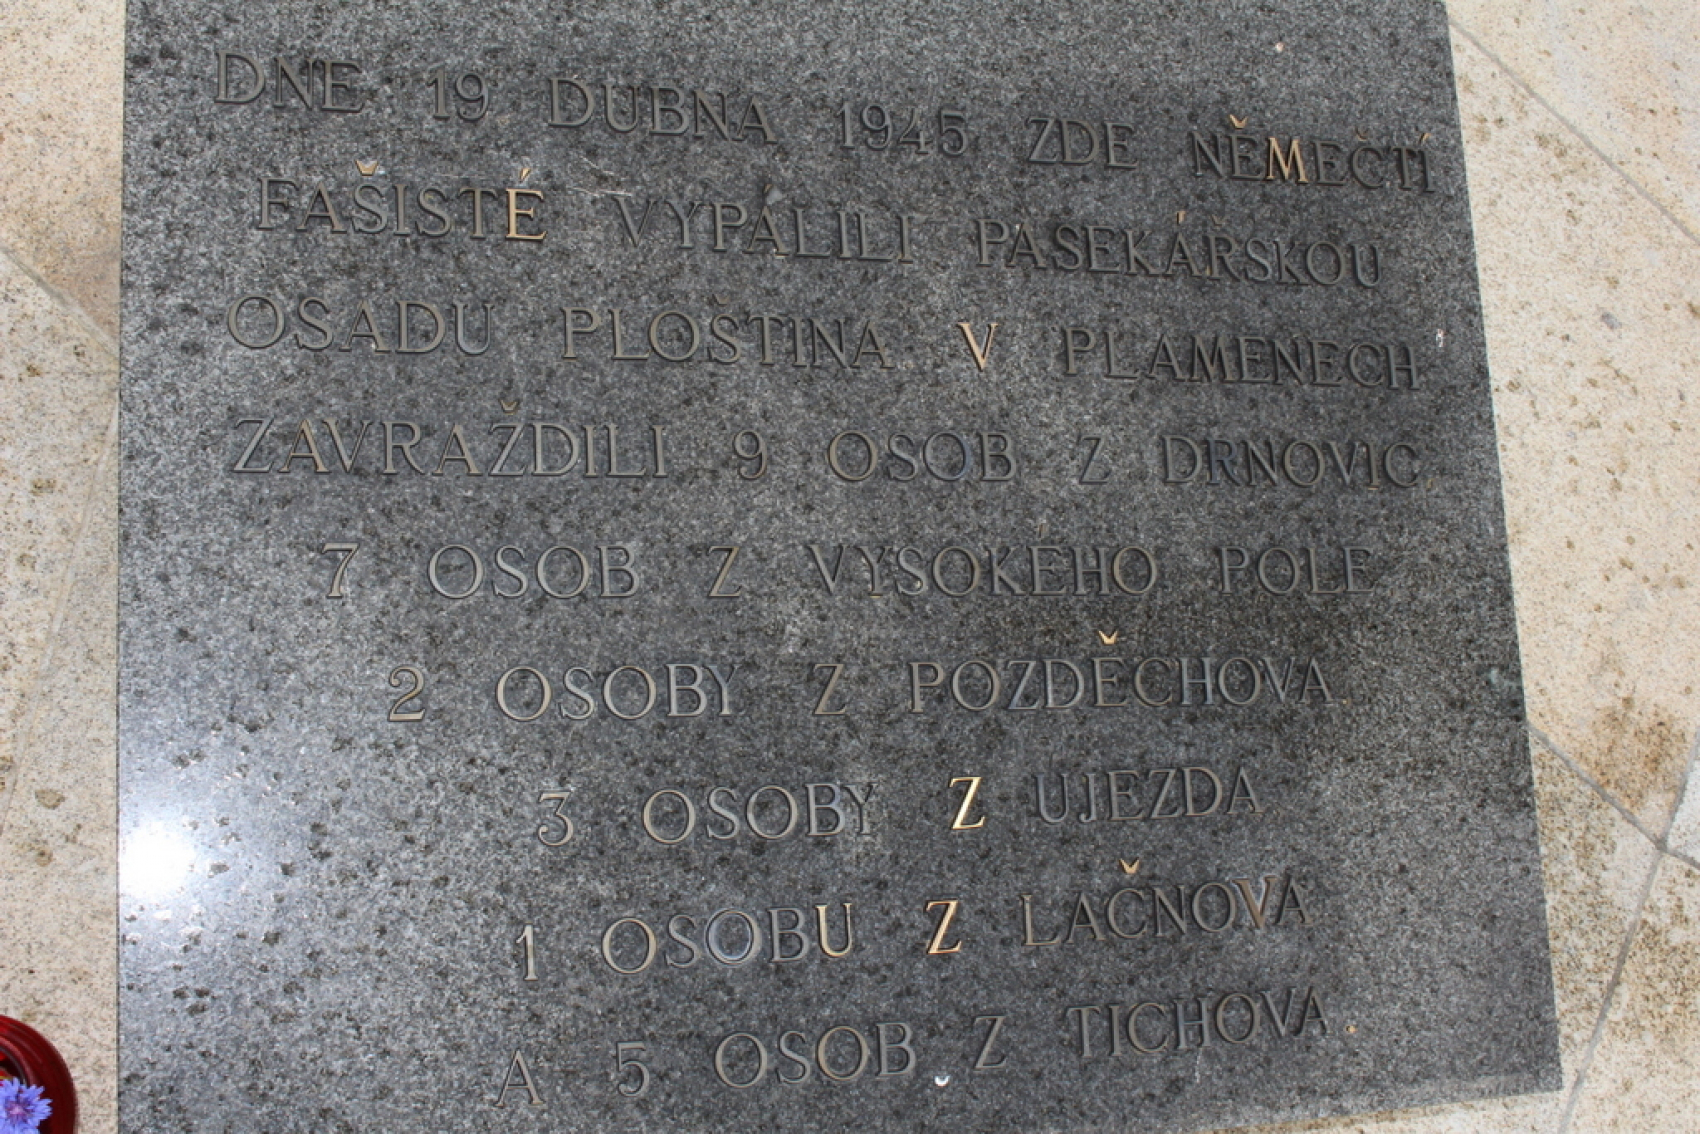 DNE 19 DUBNA 1945 ZDE NĚMEČTÍ
FAŠISTÉ VYPÁLILI PASEKÁŘSKOU
OSADU PLOŠTINA V PLAMENECH
ZAVRAŽDILI 9 OSOB Z DRNOVIC,
7 OSOB Z VYSOKÉHO POLE
2 OSOBY Z POZDĚCHOVA
3 OSOBY Z UJEZDA
1 OSOBU Z LAČNOVA
A 5 OSOB Z TICHOVA.